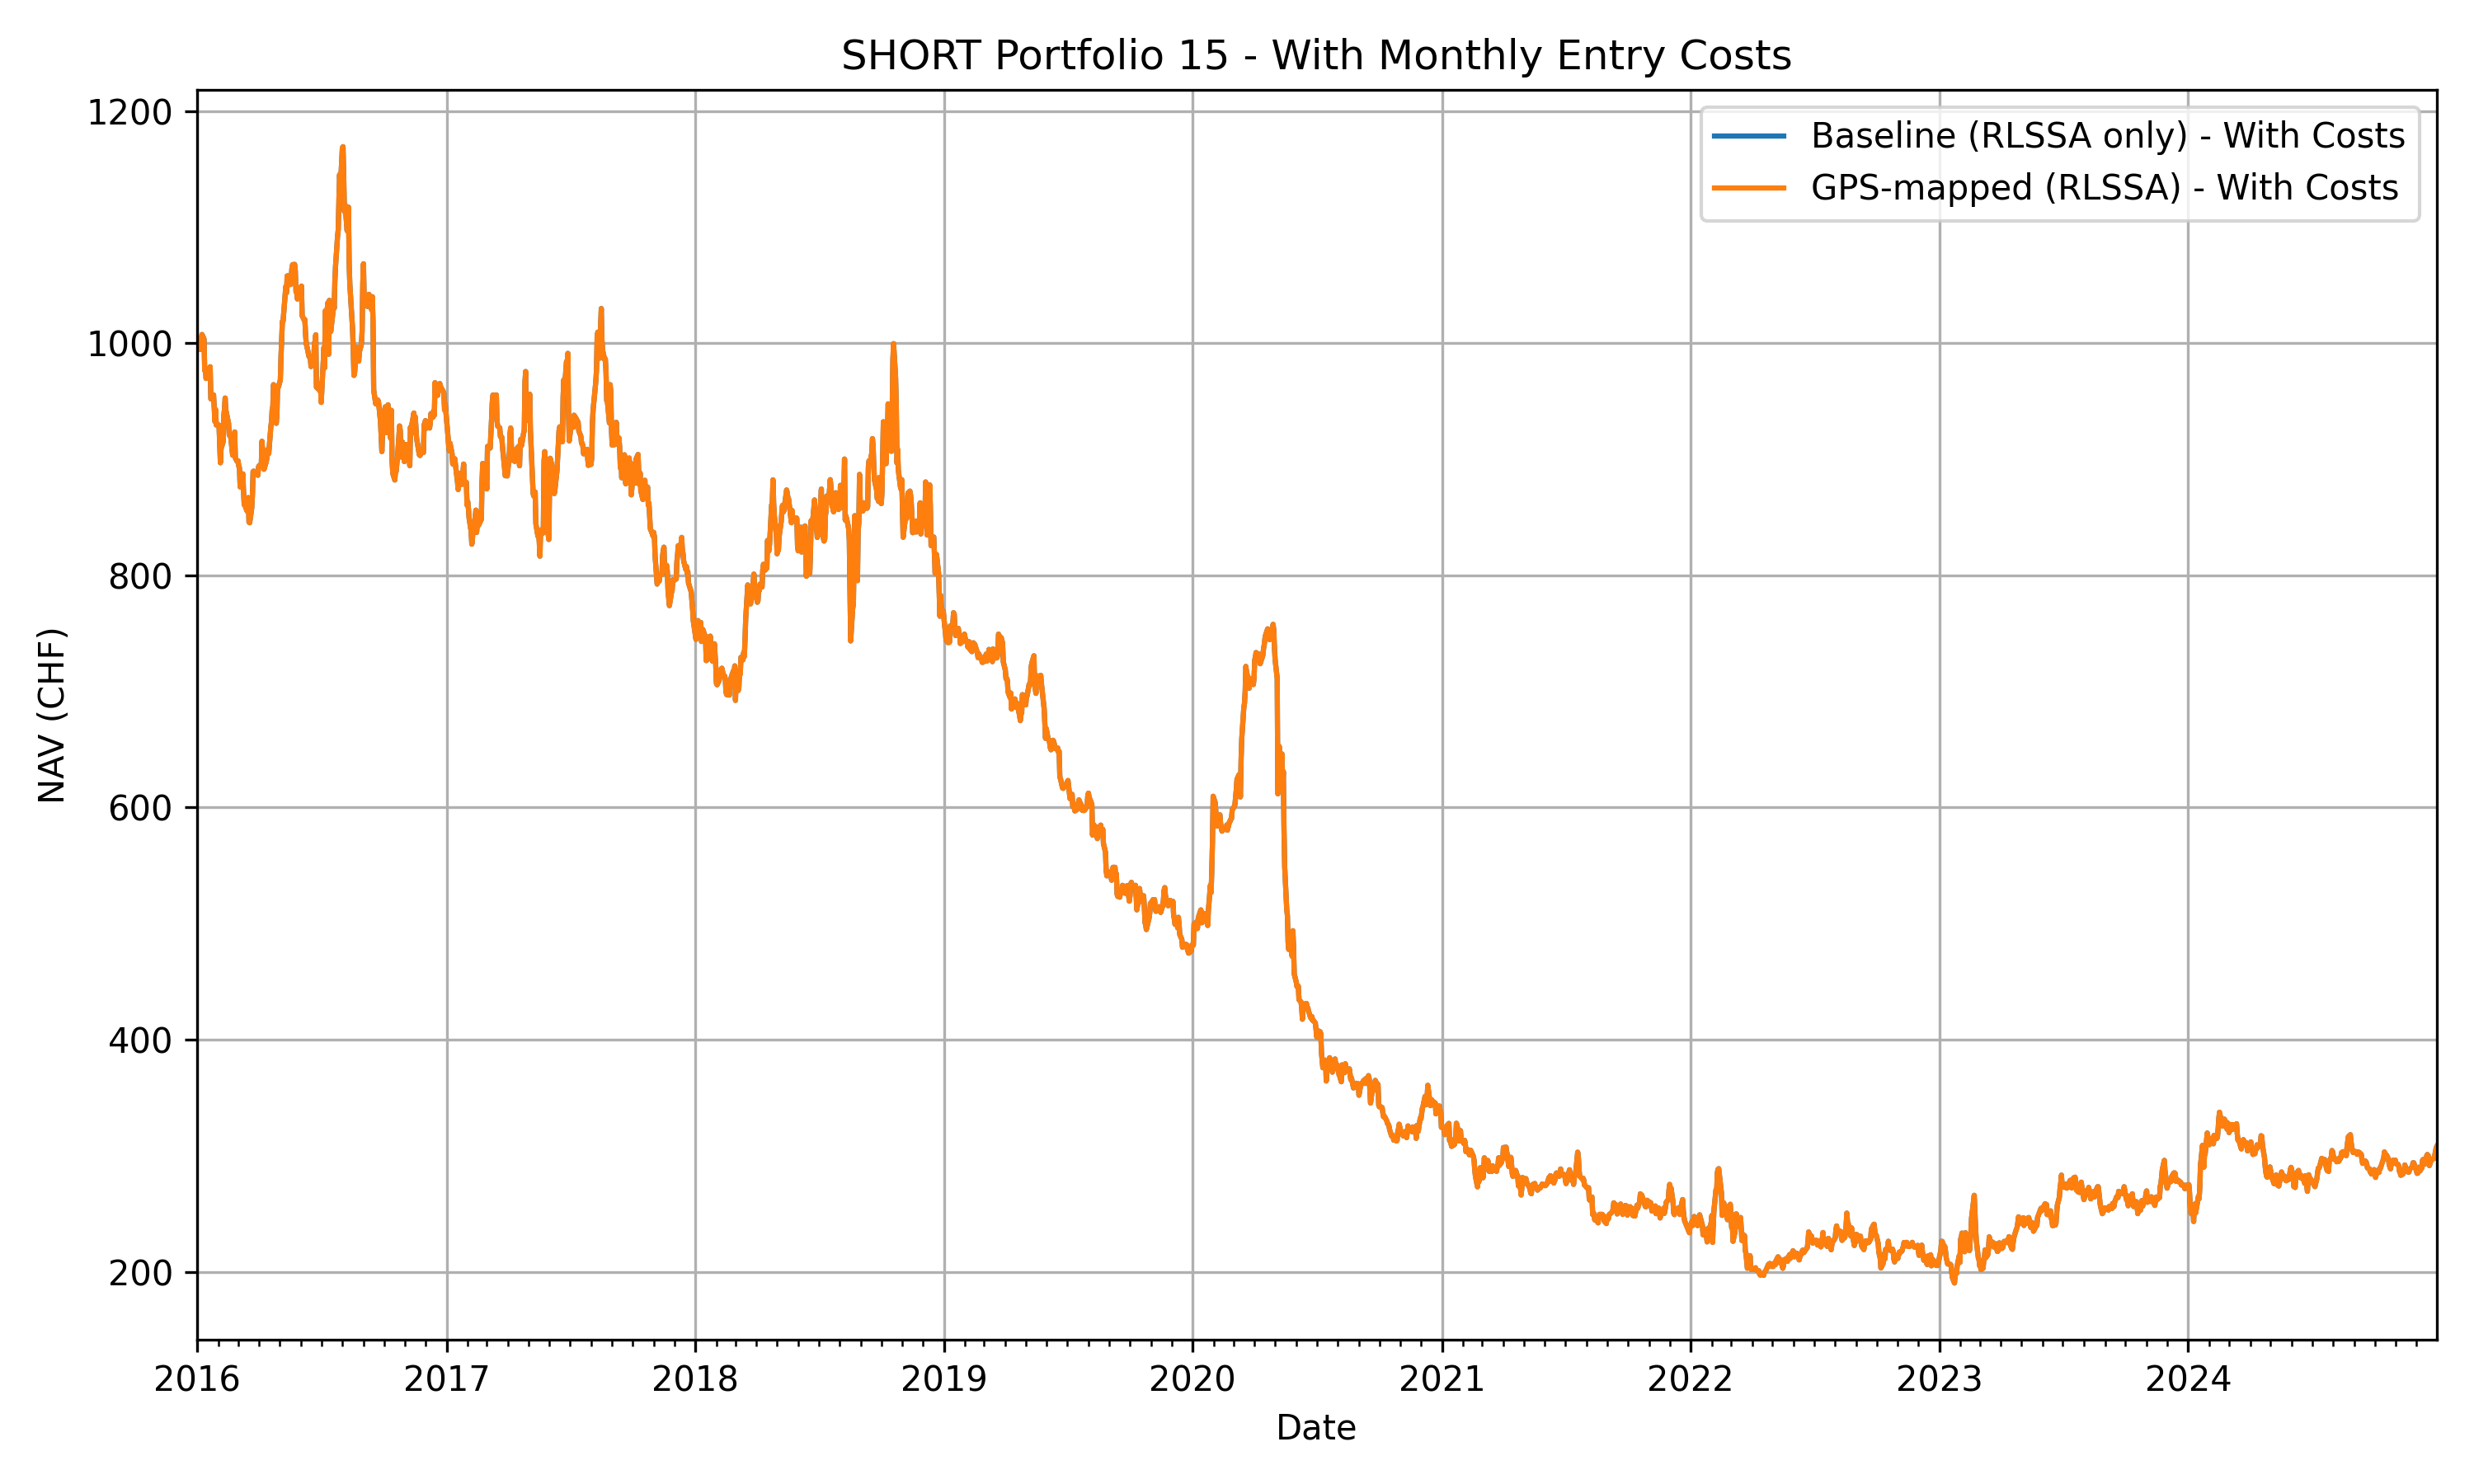 SHORT Portfolio 15 - With Monthly Entry Costs
Baseline (RLSSA only) - With Costs
GPS-mapped (RLSSA) - With Costs
NAV (CHF)
1200
1000
800
600
400
200
2016 2017 2018 2019 2020 2021 2022 2023 2024
Date